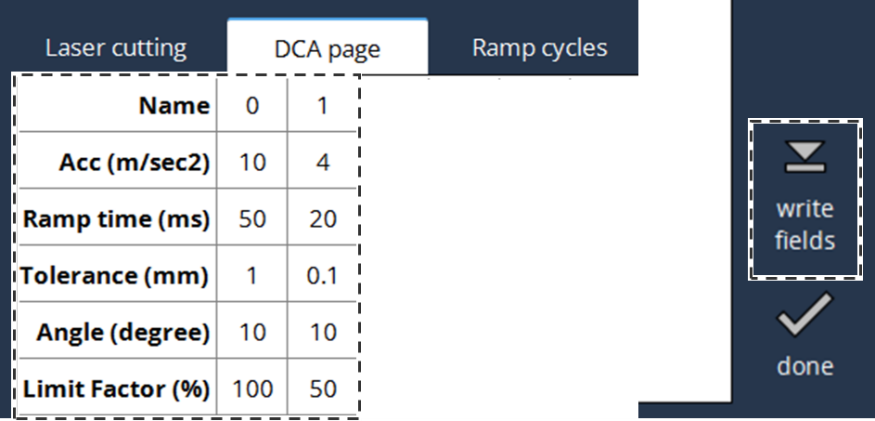 Laser cutting DCA page Ramp cycles
Name 0 1
Acc (m/sec2) 10 4
Ramp time (ms) 50 20
Tolerance (mm) 1 0.1
Angle (degree) 10 10
Limit Factor (%) 100 50
write
fields
done